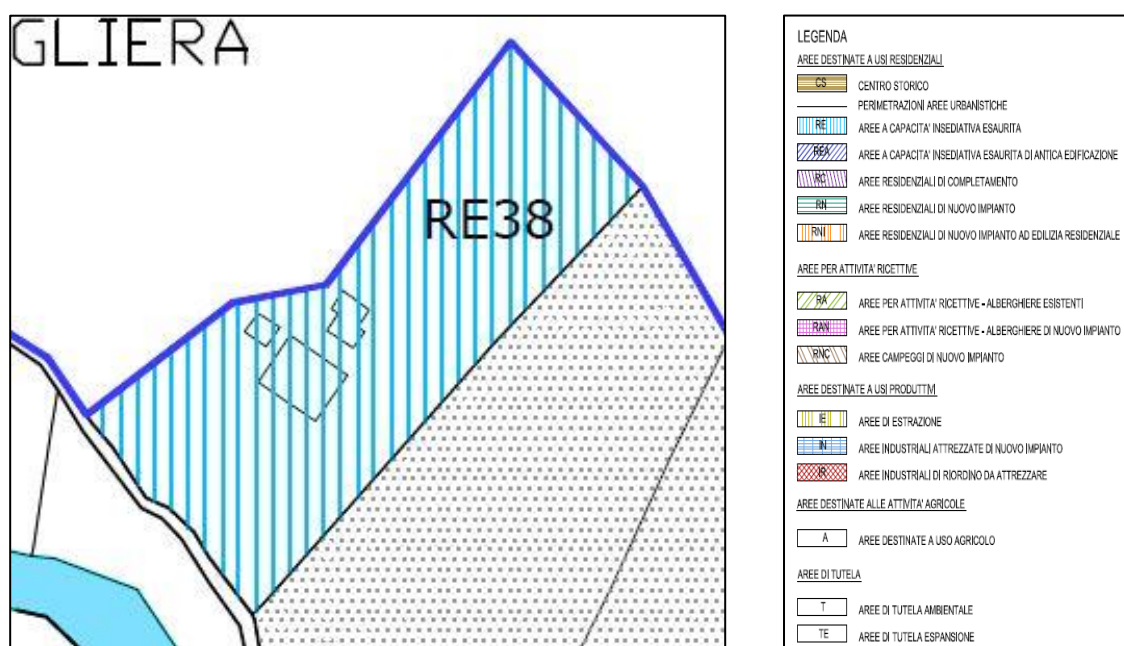 GLIERA
RE38
LEGENDA
AREE DESTINATE A USI RESIDENZIALI
CS CENTRO STORICO
PERIMETRAZIONI AREE URBANISTICHE
RE AREE A CAPACITA' INSEDIATIVA ESAURITA
REA AREE A CAPACITA' INSEDIATIVA ESAURITA DI ANTICA EDIFICAZIONE
RC AREE RESIDENZIALI DI COMPLETAMENTO
RN AREE RESIDENZIALI DI NUOVO IMPIANTO
RNI AREE RESIDENZIALI DI NUOVO IMPIANTO AD EDILIZIA RESIDENZIALE
AREE PER ATTIVITA' RICETTIVE
RA AREE PER ATTIVITA' RICETTIVE - ALBERGHIERE ESISTENTI
RAN AREE PER ATTIVITA' RICETTIVE - ALBERGHIERE DI NUOVO IMPIANTO
RNC AREE CAMPEGGI DI NUOVO IMPIANTO
AREE DESTINATE A USI PRODUTTIVI
IE AREE DI ESTRAZIONE
IN AREE INDUSTRIALI ATTREZZATE DI NUOVO IMPIANTO
IR AREE INDUSTRIALI DI RIORDINO DA ATTREZZARE
AREE DESTINATE ALLE ATTIVITA' AGRICOLE
A AREE DESTINATE A USO AGRICOLO
AREE DI TUTELA
T AREE DI TUTELA AMBIENTALE
TE AREE DI TUTELA ESPANSIONE